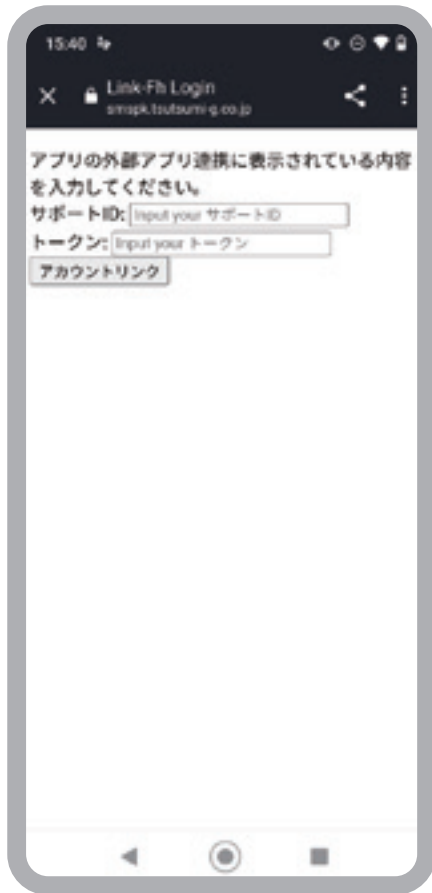 15:40
Link-Fh Login
smspk.tsutsumi-g.co.jp
アプリの外部アプリ連携に表示されている内容
を入力してください。
サポートID: Input your サポートID
トークン: Input your トークン
アカウントリンク